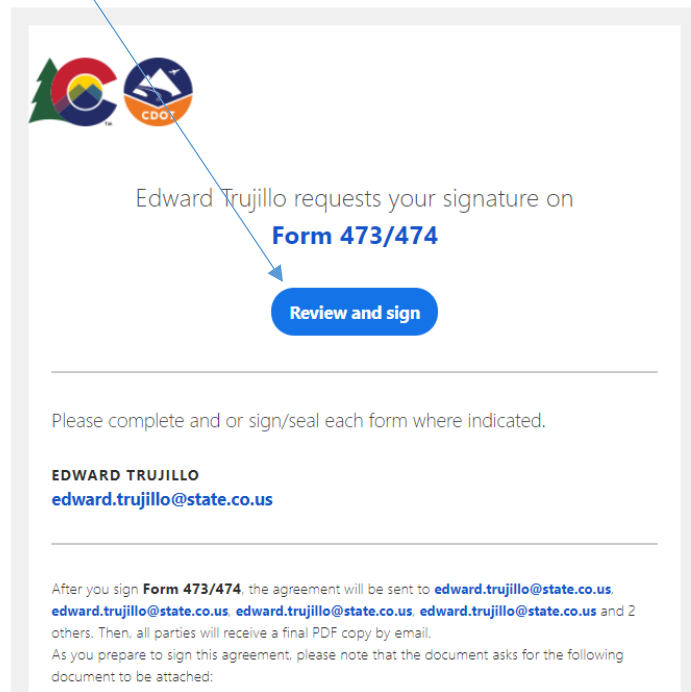 CDOT
Edward Trujillo requests your signature on
Form 473/474
Review and sign
Please complete and or sign/seal each form where indicated.
EDWARD TRUJILLO
edward.trujillo@state.co.us
After you sign Form 473/474, the agreement will be sent to edward.trujillo@state.co.us,
edward.trujillo@state.co.us, edward.trujillo@state.co.us, edward.trujillo@state.co.us and 2
others. Then, all parties will receive a final PDF copy by email.
As you prepare to sign this agreement, please note that the document asks for the following
document to be attached: